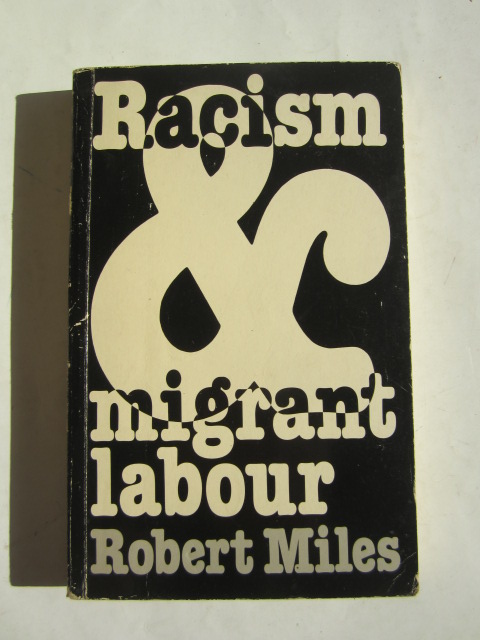 Racism
&
migrant
labour
Robert Miles